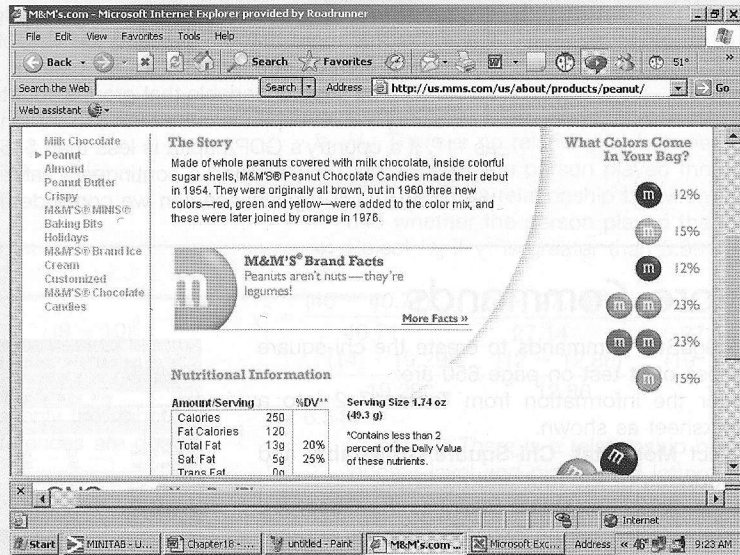 M&M's.com - Microsoft Internet Explorer provided by Roadrunner
File Edit View Favorites Tools Help
Back Search Favorites 51°
Search the Web Search Address http://us.mms.com/us/about/products/peanut/ Go
Web assistant
Milk Chocolate
Peanut
Almond
Peanut Butter
Crispy
M&M'S® MINIS®
Baking Bits
Holidays
M&M'S® Brand Ice
Cream
Customized
M&M'S® Chocolate
Candies
The Story
Made of whole peanuts covered with milk chocolate, inside colorful
sugar shells, M&M'S® Peanut Chocolate Candies made their debut
in 1954. They were originally all brown, but in 1960 three new
colors—red, green and yellow—were added to the color mix, and
these were later joined by orange in 1976.
m
M&M'S® Brand Facts
Peanuts aren't nuts — they're
legumes!
More Facts »
Nutritional Information
Amount/Serving %DV**
Calories 250
Fat Calories 120
Total Fat 13g 20%
Sat. Fat 5g 25%
Trans Fat 0g
Serving Size 1.74 oz
(49.3 g)
*Contains less than 2
percent of the Daily Value
of these nutrients.
What Colors Come
In Your Bag?
m 12%
m 15%
m 12%
m m 23%
m m 23%
m 15%
Internet
Start MINITAB - U... Chapter18 - ... untitled - Paint M&M's.com ... Microsoft Exc... Address « 46° 9:23 AM